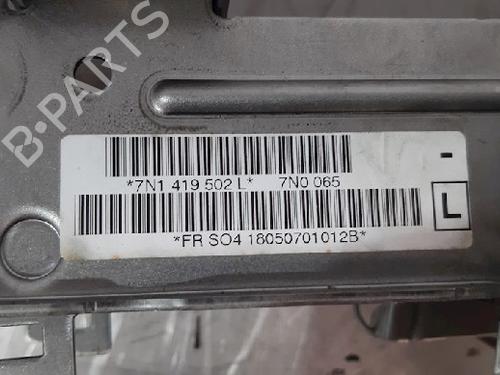 B-PARTS
-
*7N1 419 502 L* 7N0 065
L
*FR SO4 18050701012B*